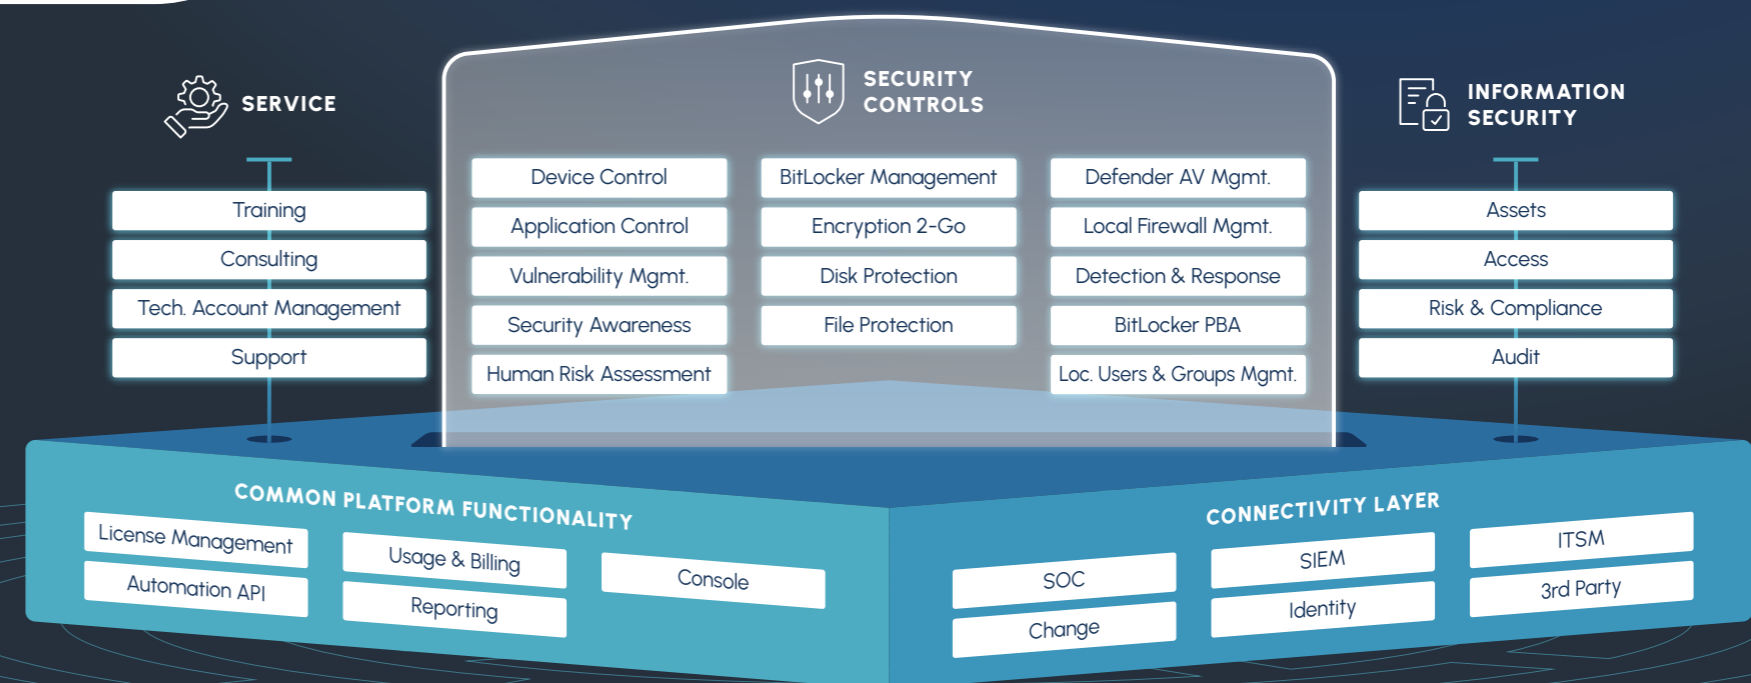 SERVICE
Training
Consulting
Tech. Account Management
Support
SECURITY
CONTROLS
Device Control
Application Control
Vulnerability Mgmt.
Security Awareness
Human Risk Assessment
BitLocker Management
Encryption 2-Go
Disk Protection
File Protection
Defender AV Mgmt.
Local Firewall Mgmt.
Detection & Response
BitLocker PBA
Loc. Users & Groups Mgmt.
INFORMATION
SECURITY
Assets
Access
Risk & Compliance
Audit
COMMON PLATFORM FUNCTIONALITY
License Management
Usage & Billing
Console
Automation API
Reporting
CONNECTIVITY LAYER
SOC
SIEM
ITSM
Change
Identity
3rd Party